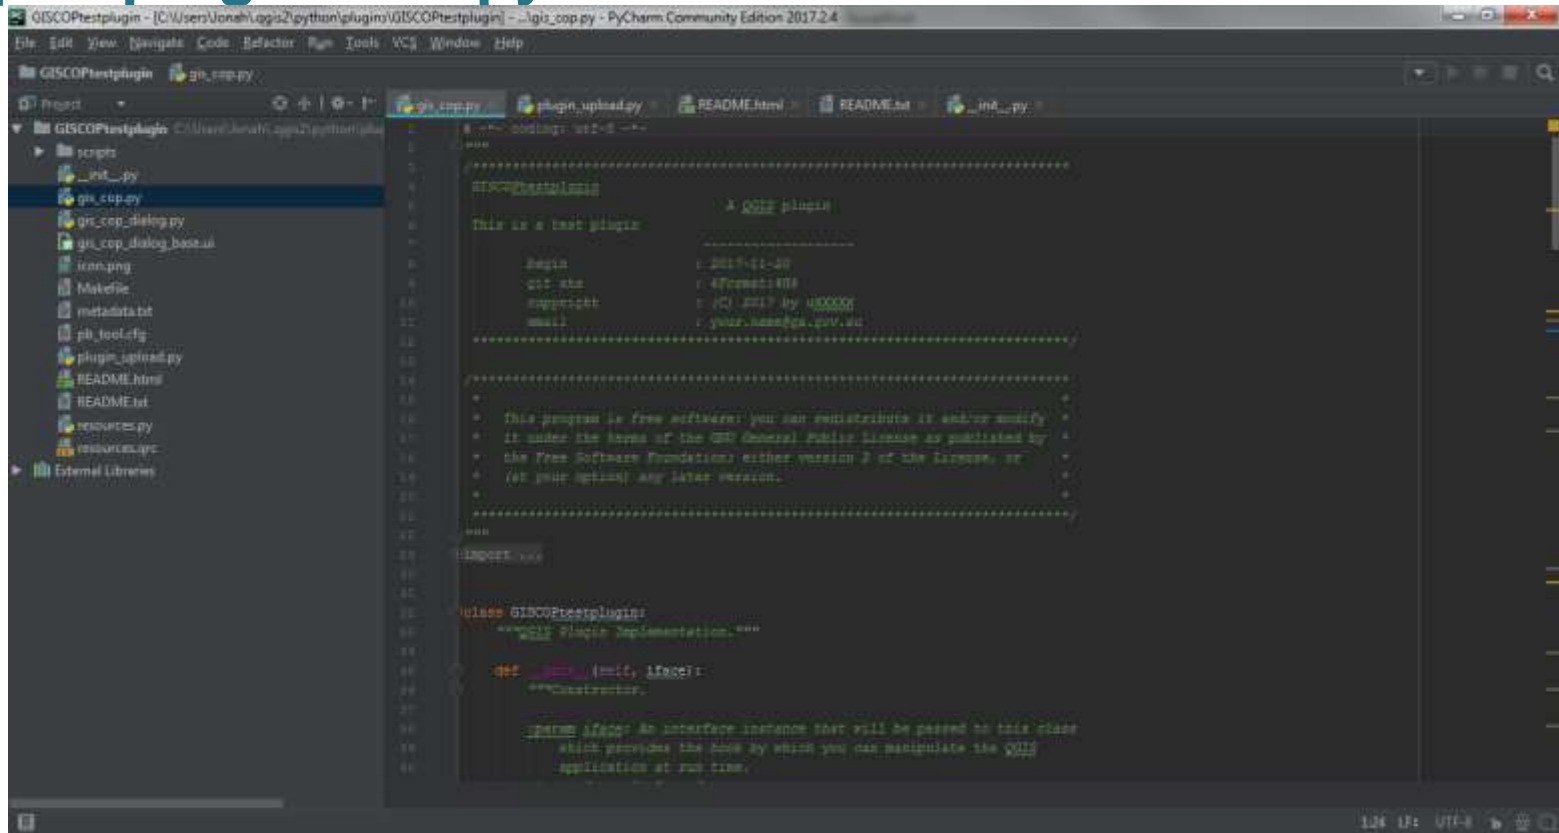 GISCOPtestplugin - [C:\Users\Jonah\.qgis2\python\plugins\GISCOPtestplugin] - ...\gis_cop.py - PyCharm Community Edition 2017.2.4
File Edit View Navigate Code Refactor Run Tools VCS Window Help
GISCOPtestplugin gis_cop.py
Project gis_cop.py plugin_upload.py README.html README.txt __init__.py
GISCOPtestplugin C:\Users\Jonah\.qgis2\python\plu
scripts
__init__.py
gis_cop.py
gis_cop_dialog.py
gis_cop_dialog_base.ui
icon.png
Makefile
metadata.txt
pb_tool.cfg
plugin_upload.py
README.html
README.txt
resources.py
resources.qrc
External Libraries
# -*- coding: utf-8 -*-
"""
/***************************************************************************
GISCOPtestplugin
A QGIS plugin
This is a test plugin
-------------------
begin : 2017-11-20
git sha : $Format:%H$
copyright : (C) 2017 by uXXXXX
email : your.name@ga.gov.au
***************************************************************************/
/***************************************************************************
* *
* This program is free software; you can redistribute it and/or modify *
* it under the terms of the GNU General Public License as published by *
* the Free Software Foundation; either version 2 of the License, or *
* (at your option) any later version. *
* *
***************************************************************************/
"""
import ...
class GISCOPtestplugin:
"""QGIS Plugin Implementation."""
def __init__(self, iface):
"""Constructor.
:param iface: An interface instance that will be passed to this class
which provides the hook by which you can manipulate the QGIS
application at run time.
1:24 LF: UTF-8